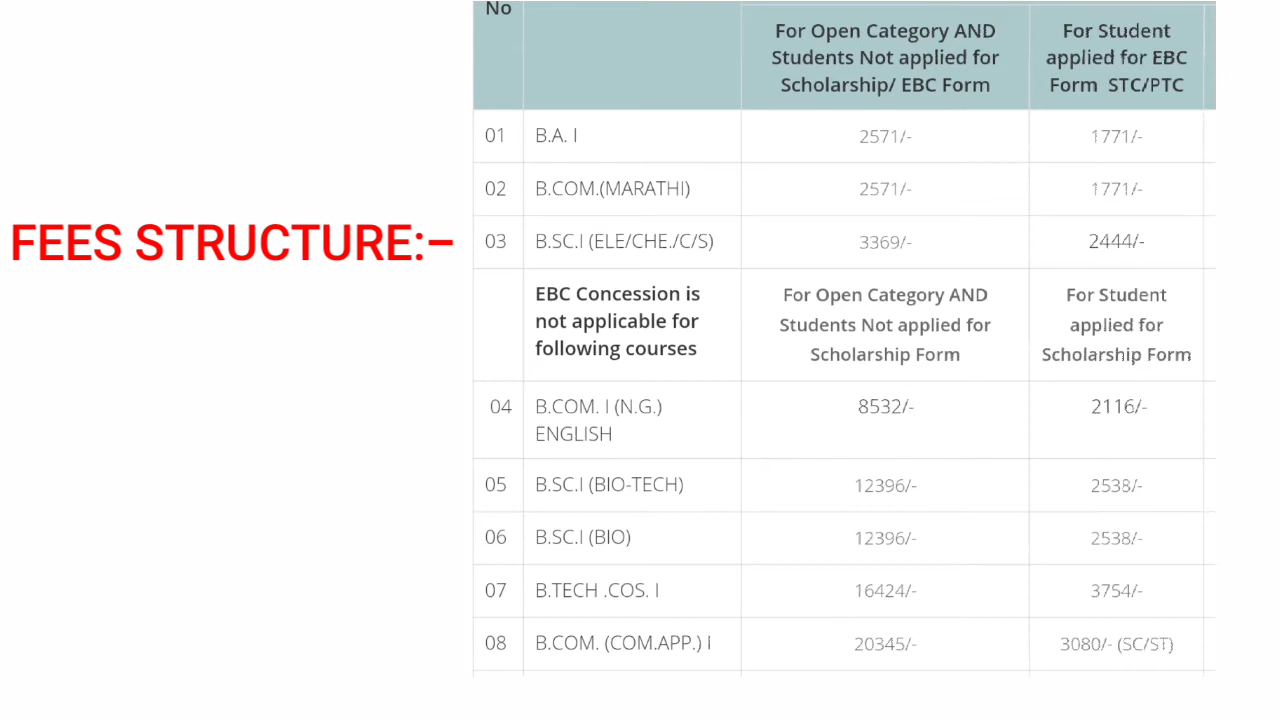 No
For Open Category AND
Students Not applied for
Scholarship/ EBC Form
For Student
applied for EBC
Form STC/PTC
01 B.A. I 2571/- 1771/-
02 B.COM.(MARATHI) 2571/- 1771/-
FEES STRUCTURE:–
03 B.SC.I (ELE/CHE./C/S) 3369/- 2444/-
EBC Concession is
not applicable for
following courses
For Open Category AND
Students Not applied for
Scholarship Form
For Student
applied for
Scholarship Form
04 B.COM. I (N.G.)
ENGLISH
8532/- 2116/-
05 B.SC.I (BIO-TECH) 12396/- 2538/-
06 B.SC.I (BIO) 12396/- 2538/-
07 B.TECH .COS. I 16424/- 3754/-
08 B.COM. (COM.APP.) I 20345/- 3080/- (SC/ST)